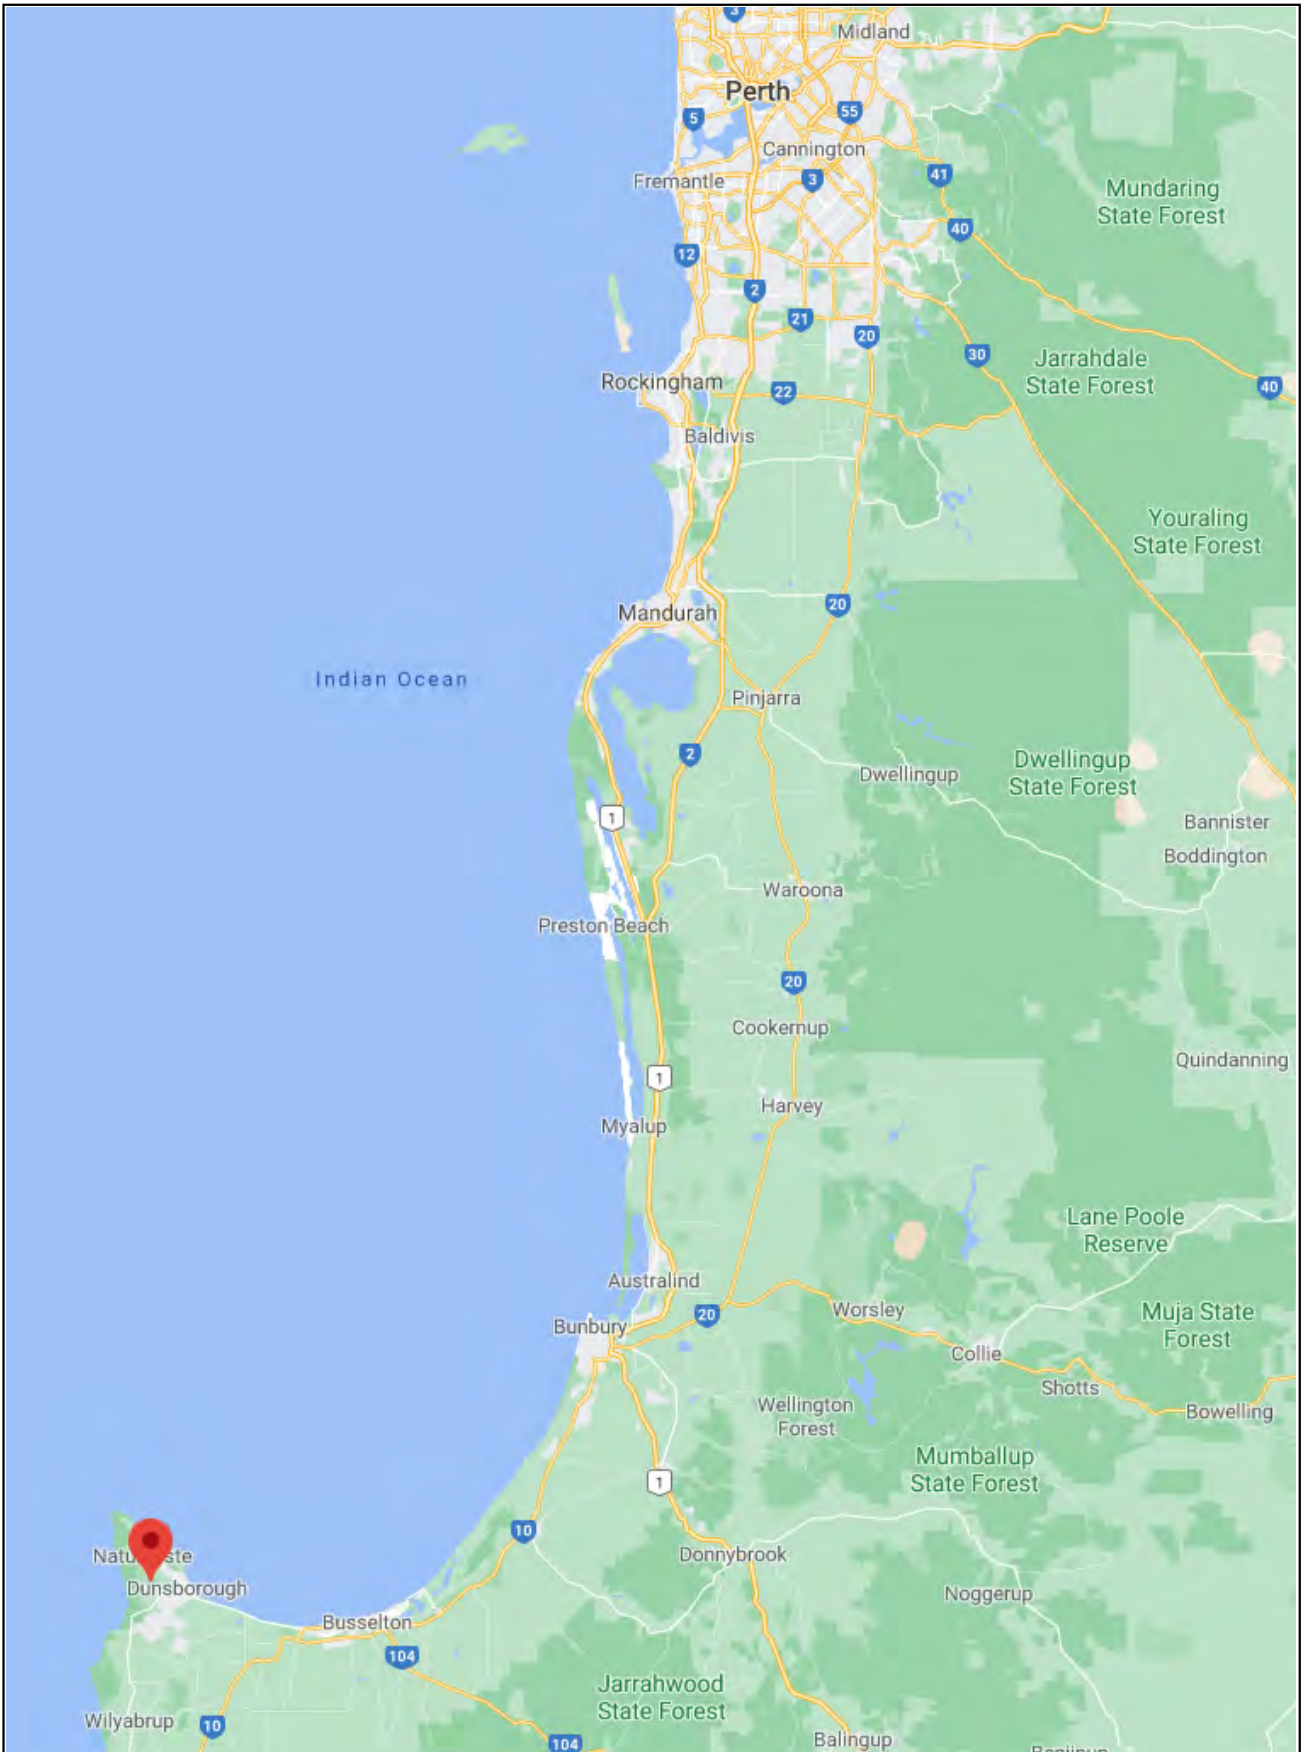 3
Midland
Perth
5
55
Cannington
Fremantle
3
41
Mundaring
State Forest
40
12
2
21
20
30
Jarrahdale
State Forest
Rockingham
22
40
Baldivis
Youraling
State Forest
20
Mandurah
Indian Ocean
Pinjarra
2
Dwellingup
Dwellingup
State Forest
1
Bannister
Boddington
Waroona
Preston Beach
20
Cookernup
Quindanning
1
Harvey
Myalup
Lane Poole
Reserve
Australind
20
Worsley
Muja State
Forest
Bunbury
Collie
Shotts
Wellington
Forest
Bowelling
Mumballup
State Forest
1
10
Donnybrook
Dunsborough
Noggerup
Busselton
104
Jarrahwood
State Forest
Wilyabrup
10
104
Balingup